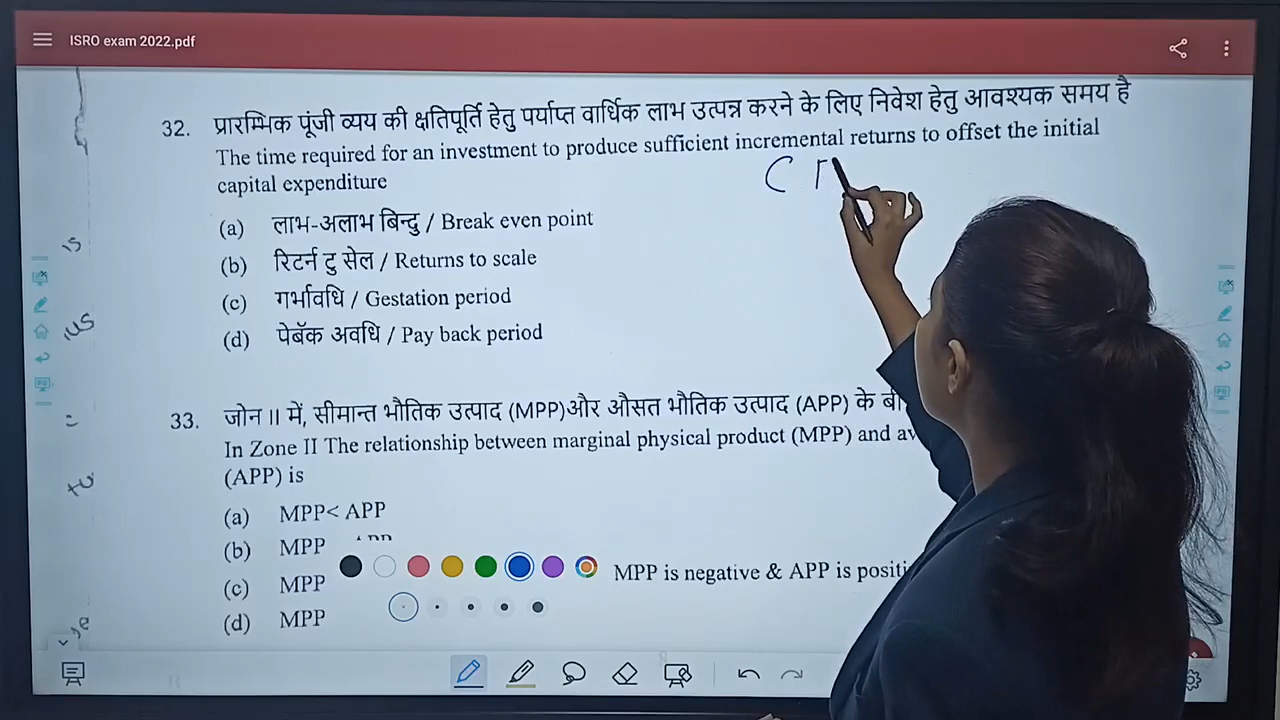 ISRO exam 2022.pdf
32. प्रारम्भिक पूंजी व्यय की क्षतिपूर्ति हेतु पर्याप्त वार्धिक लाभ उत्पन्न करने के लिए निवेश हेतु आवश्यक समय है
The time required for an investment to produce sufficient incremental returns to offset the initial
capital expenditure
C
(a) लाभ-अलाभ बिन्दु / Break even point
(b) रिटर्न टु सेल / Returns to scale
(c) गर्भावधि / Gestation period
(d) पेबॅक अवधि / Pay back period
33. जोन II में, सीमान्त भौतिक उत्पाद (MPP)और औसत भौतिक उत्पाद (APP) के
In Zone II The relationship between marginal physical product (MPP) and
(APP) is
(a) MPP< APP
(b) MPP
(c) MPP MPP is negative & APP is
(d) MPP